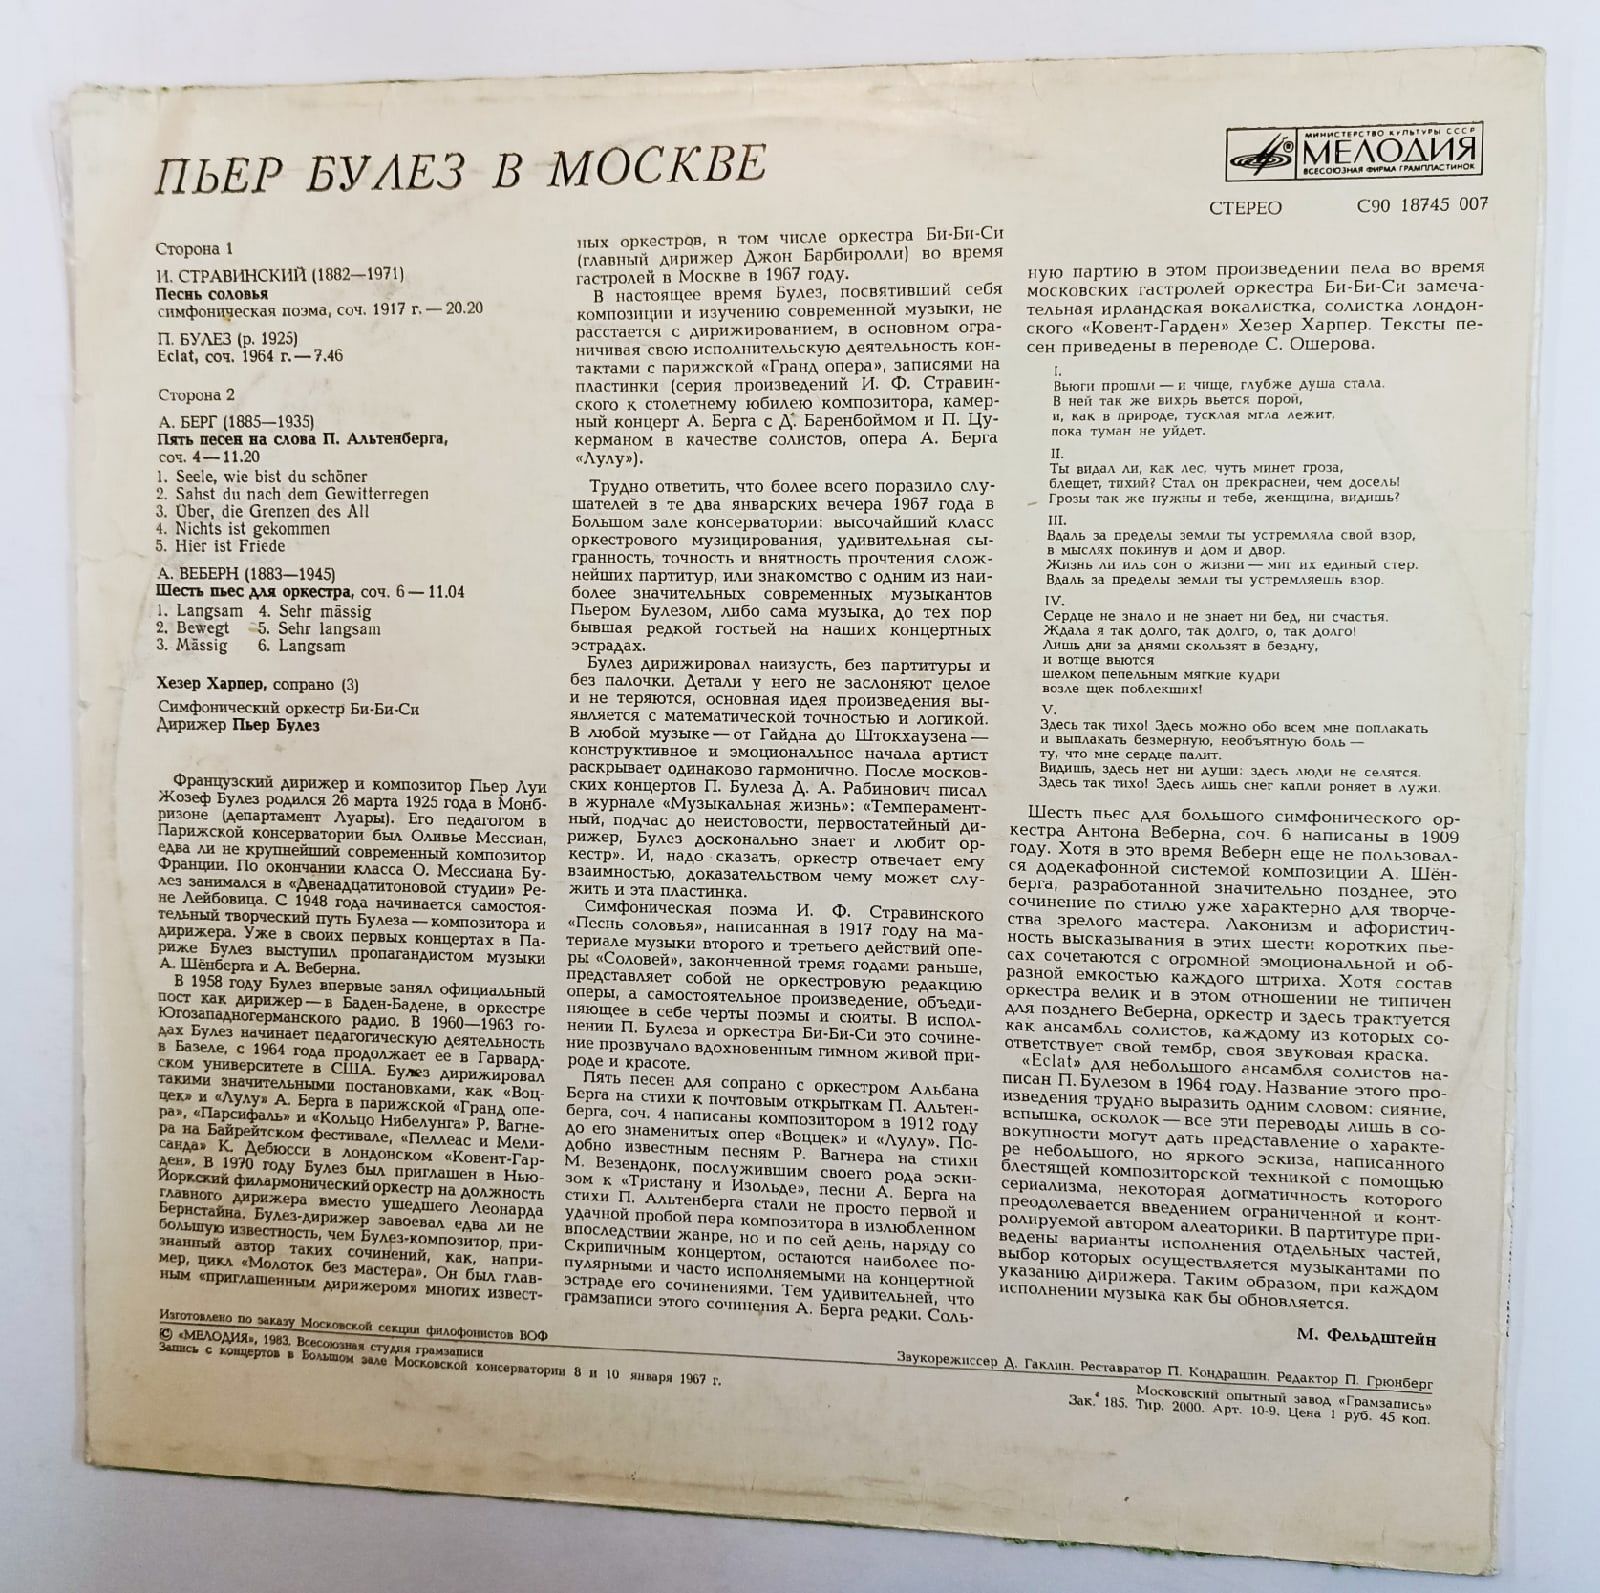 ПЬЕР БУЛЕЗ В МОСКВЕ
МИНИСТЕРСТВО КУЛЬТУРЫ СССР
МЕЛОДИЯ
ВСЕСОЮЗНАЯ ФИРМА ГРАМПЛАСТИНОК
СТЕРЕО С90 18745 007
Сторона 1
И. СТРАВИНСКИЙ (1882—1971)
Песнь соловья
симфоническая поэма, соч. 1917 г. — 20.20
П. БУЛЕЗ (р. 1925)
Eclat, соч. 1964 г. — 7.46
Сторона 2
А. БЕРГ (1885—1935)
Пять песен на слова П. Альтенберга,
соч. 4 — 11.20
1. Seele, wie bist du schöner
2. Sahst du nach dem Gewitterregen
3. Über, die Grenzen des All
4. Nichts ist gekommen
5. Hier ist Friede
А. ВЕБЕРН (1883—1945)
Шесть пьес для оркестра, соч. 6 — 11.04
1. Langsam 4. Sehr mässig
2. Bewegt 5. Sehr langsam
3. Mässig 6. Langsam
Хезер Харпер, сопрано (3)
Симфонический оркестр Би-Би-Си
Дирижер Пьер Булез
Французский дирижер и композитор Пьер Луи
Жозеф Булез родился 26 марта 1925 года в Монб-
ризоне (департамент Луары). Его педагогом в
Парижской консерватории был Оливье Мессиан,
едва ли не крупнейший современный композитор
Франции. По окончании класса О. Мессиана Бу-
лез занимался в «Двенадцатитоновой студии» Ре-
не Лейбовица. С 1948 года начинается самостоя-
тельный творческий путь Булеза — композитора и
дирижера. Уже в своих первых концертах в Па-
риже Булез выступил пропагандистом музыки
А. Шёнберга и А. Веберна.
В 1958 году Булез впервые занял официальный
пост как дирижер — в Баден-Бадене, в оркестре
Югозападногерманского радио. В 1960—1963 го-
дах Булез начинает педагогическую деятельность
в Базеле, с 1964 года продолжает ее в Гарвард-
ском университете в США. Булез дирижировал
такими значительными постановками, как «Воц-
цек» и «Лулу» А. Берга в парижской «Гранд опе-
ра», «Парсифаль» и «Кольцо Нибелунга» Р. Вагне-
ра на Байрейтском фестивале, «Пеллеас и Мели-
санда» К. Дебюсси в лондонском «Ковент-Гар-
ден». В 1970 году Булез был приглашен в Нью-
Йоркский филармонический оркестр на должность
главного дирижера вместо ушедшего Леонарда
Бернстайна. Булез-дирижер завоевал едва ли не
большую известность, чем Булез-композитор, при-
знанный автор таких сочинений, как, напри-
мер, цикл «Молоток без мастера». Он был глав-
ным «приглашенным дирижером» многих извест-
ных оркестров, в том числе оркестра Би-Би-Си
(главный дирижер Джон Барбиролли) во время
гастролей в Москве в 1967 году.
В настоящее время Булез, посвятивший себя
композиции и изучению современной музыки, не
расстается с дирижированием, в основном огра-
ничивая свою исполнительскую деятельность кон-
тактами с парижской «Гранд опера», записями на
пластинки (серия произведений И. Ф. Стравин-
ского к столетнему юбилею композитора, камер-
ный концерт А. Берга с Д. Баренбоймом и П. Цу-
керманом в качестве солистов, опера А. Берга
«Лулу»).
Трудно ответить, что более всего поразило слу-
шателей в те два январских вечера 1967 года в
Большом зале консерватории: высочайший класс
оркестрового музицирования, удивительная сы-
гранность, точность и внятность прочтения слож-
нейших партитур, или знакомство с одним из наи-
более значительных современных музыкантов
Пьером Булезом, либо сама музыка, до тех пор
бывшая редкой гостьей на наших концертных
эстрадах.
Булез дирижировал наизусть, без партитуры и
без палочки. Детали у него не заслоняют целое
и не теряются, основная идея произведения вы-
является с математической точностью и логикой.
В любой музыке — от Гайдна до Штокхаузена —
конструктивное и эмоциональное начала артист
раскрывает одинаково гармонично. После москов-
ских концертов П. Булеза Д. А. Рабинович писал
в журнале «Музыкальная жизнь»: «Темперамент-
ный, подчас до неистовости, первостатейный ди-
рижер, Булез досконально знает и любит ор-
кестр». И, надо сказать, оркестр отвечает ему
взаимностью, доказательством чему может слу-
жить и эта пластинка.
Симфоническая поэма И. Ф. Стравинского
«Песнь соловья», написанная в 1917 году на ма-
териале музыки второго и третьего действий опе-
ры «Соловей», законченной тремя годами раньше,
представляет собой не оркестровую редакцию
оперы, а самостоятельное произведение, объеди-
няющее в себе черты поэмы и сюиты. В испол-
нении П. Булеза и оркестра Би-Би-Си это сочине-
ние прозвучало вдохновенным гимном живой при-
роде и красоте.
Пять песен для сопрано с оркестром Альбана
Берга на стихи к почтовым открыткам П. Альтен-
берга, соч. 4 написаны композитором в 1912 году
до его знаменитых опер «Воццек» и «Лулу». По-
добно известным песням Р. Вагнера на стихи
М. Везендонк, послужившим своего рода эски-
зом к «Тристану и Изольде», песни А. Берга на
стихи П. Альтенберга стали не просто первой и
удачной пробой пера композитора в излюбленном
впоследствии жанре, но и по сей день, наряду со
Скрипичным концертом, остаются наиболее по-
пулярными и часто исполняемыми на концертной
эстраде его сочинениями. Тем удивительней, что
грамзаписи этого сочинения А. Берга редки. Соль-
ную партию в этом произведении пела во время
московских гастролей оркестра Би-Би-Си замеча-
тельная ирландская вокалистка, солистка лондон-
ского «Ковент-Гарден» Хезер Харпер. Тексты пе-
сен приведены в переводе С. Ошерова.
I.
Вьюги прошли — и чище, глубже душа стала.
В ней так же вихрь вьется порой,
и, как в природе, тусклая мгла лежит,
пока туман не уйдет.
II.
Ты видал ли, как лес, чуть минет гроза,
блещет, тихий? Стал он прекрасней, чем досель!
Грозы так же нужны и тебе, женщина, видишь?
III.
Вдаль за пределы земли ты устремляла свой взор,
в мыслях покинув и дом и двор.
Жизнь ли иль сон о жизни — миг их единый стер.
Вдаль за пределы земли ты устремляешь взор.
IV.
Сердце не знало и не знает ни бед, ни счастья.
Ждала я так долго, так долго, о, так долго!
Лишь дни за днями скользят в бездну,
и вотще вьются
шелком пепельным мягкие кудри
возле щек поблекших!
V.
Здесь так тихо! Здесь можно обо всем мне поплакать
и выплакать безмерную, необъятную боль —
ту, что мне сердце палит.
Видишь, здесь нет ни души: здесь люди не селятся.
Здесь так тихо! Здесь лишь снег капли роняет в лужи.
Шесть пьес для большого симфонического ор-
кестра Антона Веберна, соч. 6 написаны в 1909
году. Хотя в это время Веберн еще не пользовал-
ся додекафонной системой композиции А. Шён-
берга, разработанной значительно позднее, это
сочинение по стилю уже характерно для творче-
ства зрелого мастера. Лаконизм и афористич-
ность высказывания в этих шести коротких пье-
сах сочетаются с огромной эмоциональной и об-
разной емкостью каждого штриха. Хотя состав
оркестра велик и в этом отношении не типичен
для позднего Веберна, оркестр и здесь трактуется
как ансамбль солистов, каждому из которых со-
ответствует свой тембр, своя звуковая краска.
«Eclat» для небольшого ансамбля солистов на-
писан П. Булезом в 1964 году. Название этого про-
изведения трудно выразить одним словом: сияние,
вспышка, осколок — все эти переводы лишь в со-
вокупности могут дать представление о характе-
ре небольшого, но яркого эскиза, написанного
блестящей композиторской техникой с помощью
сериализма, некоторая догматичность которого
преодолевается введением ограниченной и конт-
ролируемой автором алеаторики. В партитуре при-
ведены варианты исполнения отдельных частей,
выбор которых осуществляется музыкантами по
указанию дирижера. Таким образом, при каждом
исполнении музыка как бы обновляется.
М. Фельдштейн
Изготовлено по заказу Московской секции филофонистов ВОФ
© «МЕЛОДИЯ», 1983. Всесоюзная студия грамзаписи
Запись с концертов в Большом зале Московской консерватории 8 и 10 января 1967 г.
Звукорежиссер Д. Гаклин. Реставратор П. Кондрашин. Редактор П. Грюнберг
Московский опытный завод «Грамзапись»
Зак. 185. Тир. 2000. Арт. 10-9. Цена 1 руб. 45 коп.